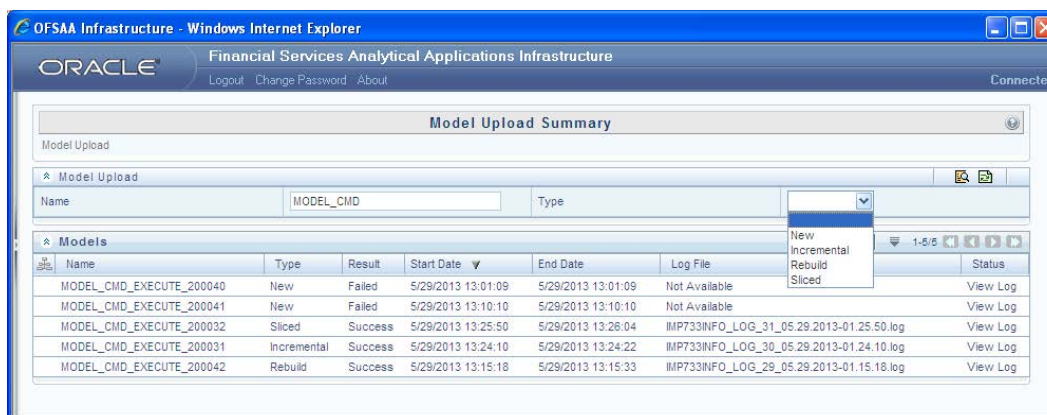 OFSAA Infrastructure - Windows Internet Explorer
ORACLE
Financial Services Analytical Applications Infrastructure
Logout Change Password About
Connecte
Model Upload Summary
Model Upload
Model Upload
Name MODEL_CMD Type
New
Incremental
Rebuild
Sliced
Models 1-5/5
Name Type Result Start Date End Date Log File Status
MODEL_CMD_EXECUTE_200040 New Failed 5/29/2013 13:01:09 5/29/2013 13:01:09 Not Available View Log
MODEL_CMD_EXECUTE_200041 New Failed 5/29/2013 13:10:10 5/29/2013 13:10:10 Not Available View Log
MODEL_CMD_EXECUTE_200032 Sliced Success 5/29/2013 13:25:50 5/29/2013 13:26:04 IMP733INFO_LOG_31_05.29.2013-01.25.50.log View Log
MODEL_CMD_EXECUTE_200031 Incremental Success 5/29/2013 13:24:10 5/29/2013 13:24:22 IMP733INFO_LOG_30_05.29.2013-01.24.10.log View Log
MODEL_CMD_EXECUTE_200042 Rebuild Success 5/29/2013 13:15:18 5/29/2013 13:15:33 IMP733INFO_LOG_29_05.29.2013-01.15.18.log View Log